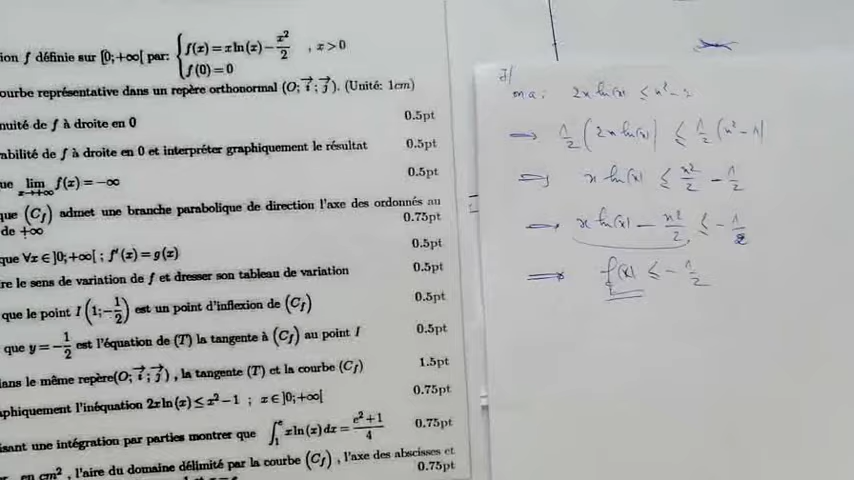 ion f définie sur [0;+∞[ par: { f(x) = x ln(x) − x²/2 , x > 0
f(0) = 0
ourbe représentative dans un repère orthonormal (O; i⃗; j⃗). (Unité: 1cm)
nuité de f à droite en 0 0.5pt
abilité de f à droite en 0 et interpréter graphiquement le résultat 0.5pt
ue lim x→+∞ f(x) = −∞ 0.5pt
que (Cf) admet une branche parabolique de direction l'axe des ordonnés au
de +∞ 0.75pt
que ∀x ∈ ]0;+∞[ ; f'(x) = g(x) 0.5pt
re le sens de variation de f et dresser son tableau de variation 0.5pt
que le point I(1; −1/2) est un point d'inflexion de (Cf) 0.5pt
que y = −1/2 est l'équation de (T) la tangente à (Cf) au point I 0.5pt
dans le même repère(O; i⃗; j⃗) , la tangente (T) et la courbe (Cf) 1.5pt
aphiquement l'inéquation 2x ln(x) ≤ x² − 1 ; x ∈ ]0;+∞[ 0.75pt
isant une intégration par parties montrer que ∫₁ᵉ x ln(x) dx = (e² + 1)/4 0.75pt
en cm² , l'aire du domaine délimité par la courbe (Cf) , l'axe des abscisses et
0.75pt
on a : 2x ln(x) ≤ x² − 1
⟹ 1/2 (2x ln(x)) ≤ 1/2 (x² − 1)
⟹ x ln(x) ≤ x²/2 − 1/2
⟹ x ln(x) − x²/2 ≤ − 1/2
⟹ f(x) ≤ − 1/2